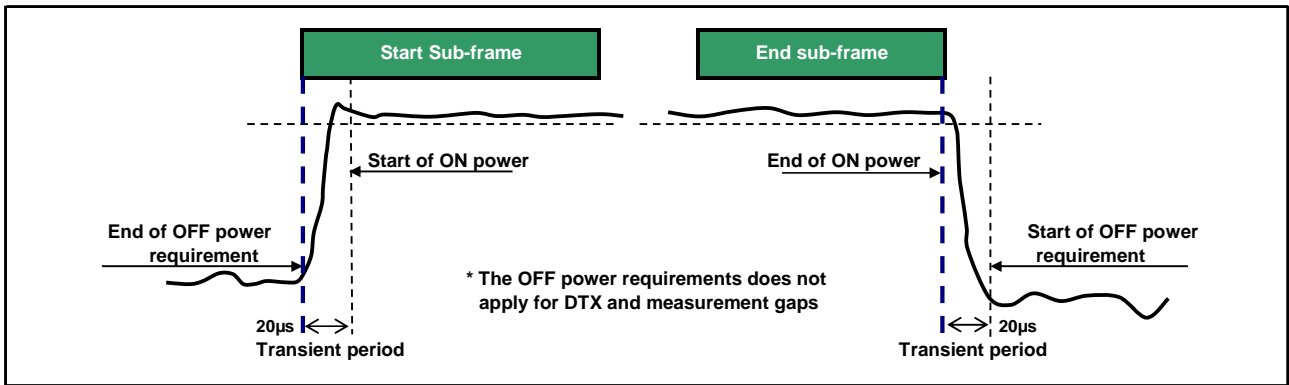 Start Sub-frame
End sub-frame
Start of ON power
End of ON power
End of OFF power
requirement
Start of OFF power
requirement
* The OFF power requirements does not
apply for DTX and measurement gaps
20µs
Transient period
20µs
Transient period